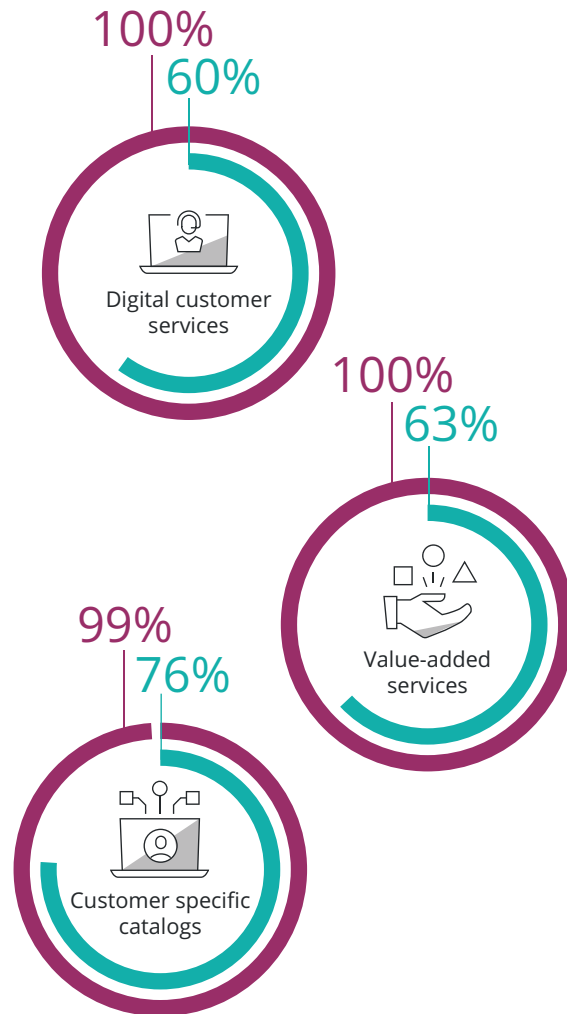 100%
60%
Digital customer
services
100%
63%
Value-added
services
99%
76%
Customer specific
catalogs